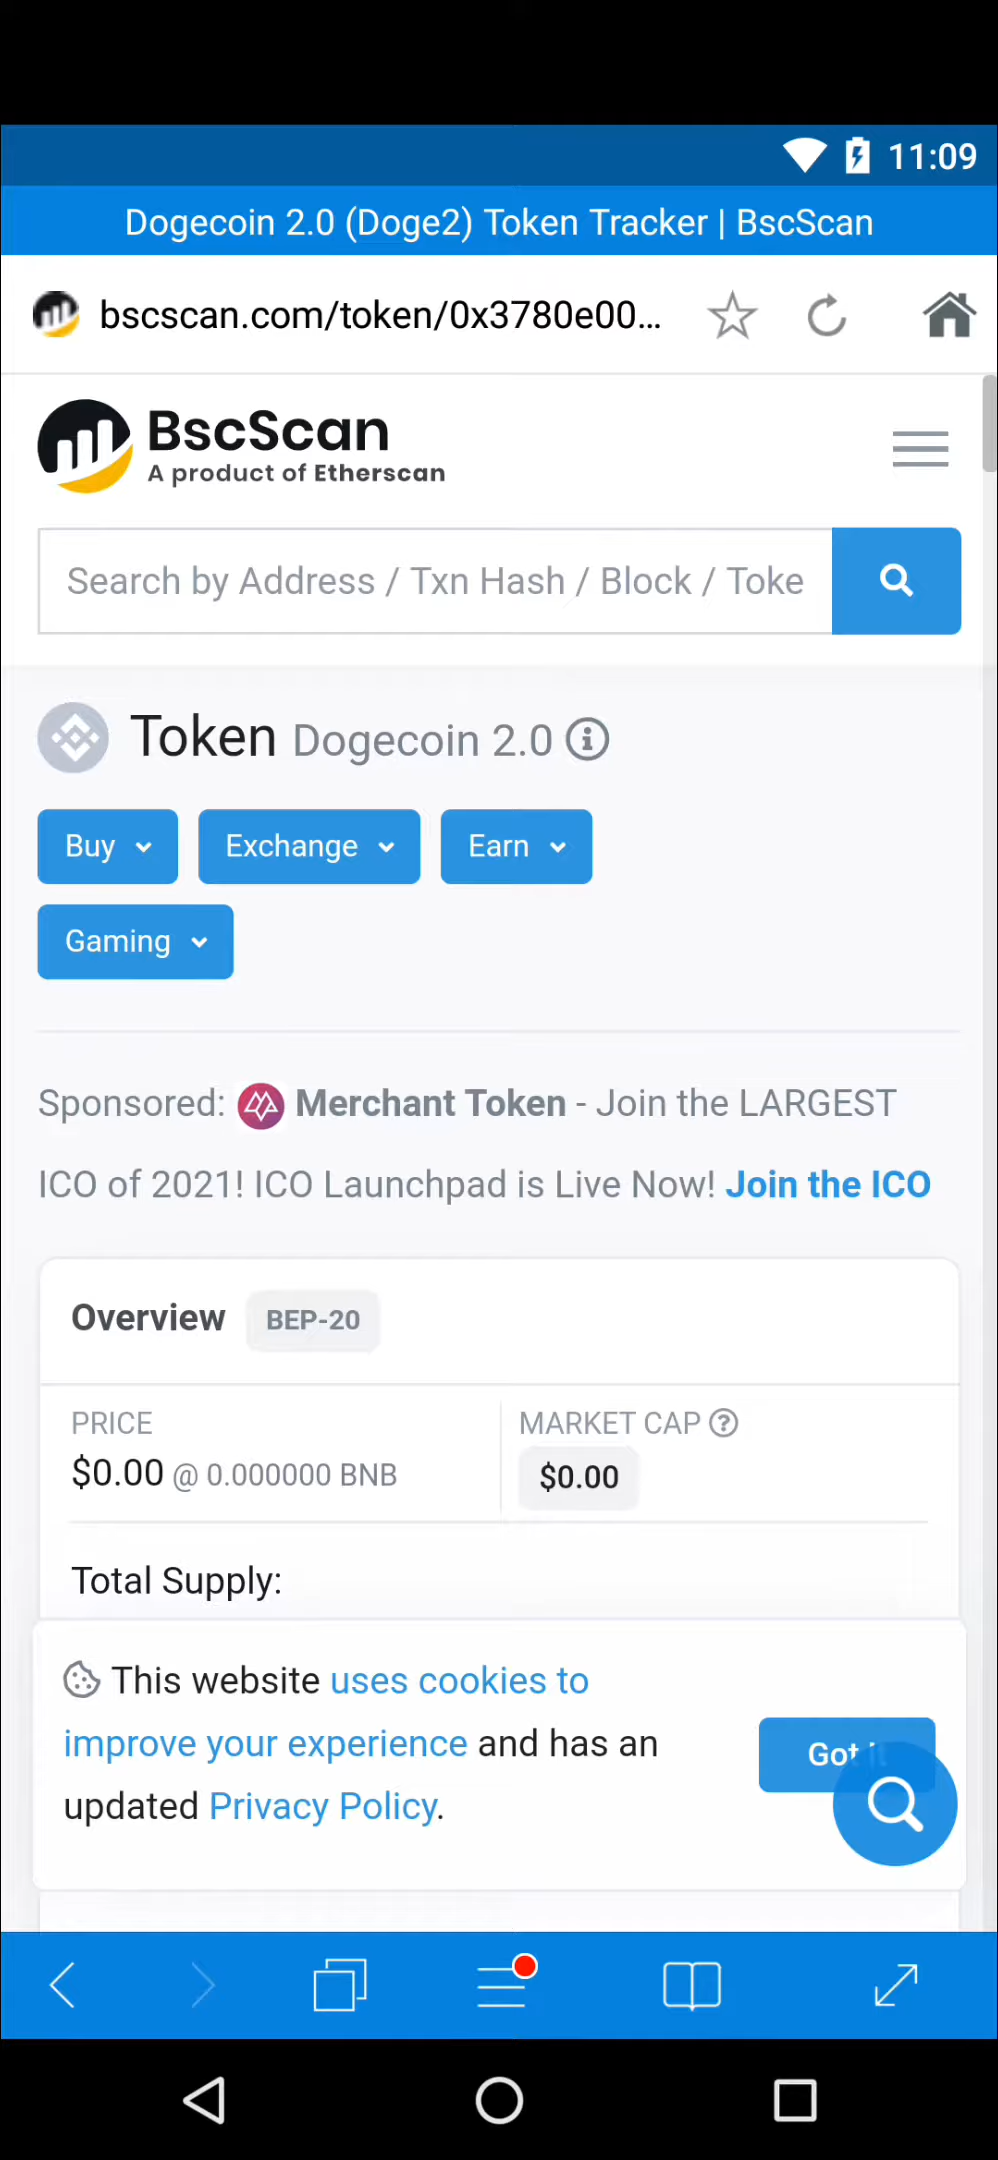 11:09
Dogecoin 2.0 (Doge2) Token Tracker | BscScan
bscscan.com/token/0x3780e00...
BscScan
A product of Etherscan
Search by Address / Txn Hash / Block / Toke
Token Dogecoin 2.0
Buy Exchange Earn
Gaming
Sponsored: Merchant Token - Join the LARGEST
ICO of 2021! ICO Launchpad is Live Now! Join the ICO
Overview BEP-20
PRICE MARKET CAP
$0.00 @ 0.000000 BNB $0.00
Total Supply:
This website uses cookies to
improve your experience and has an
updated Privacy Policy.
Got it